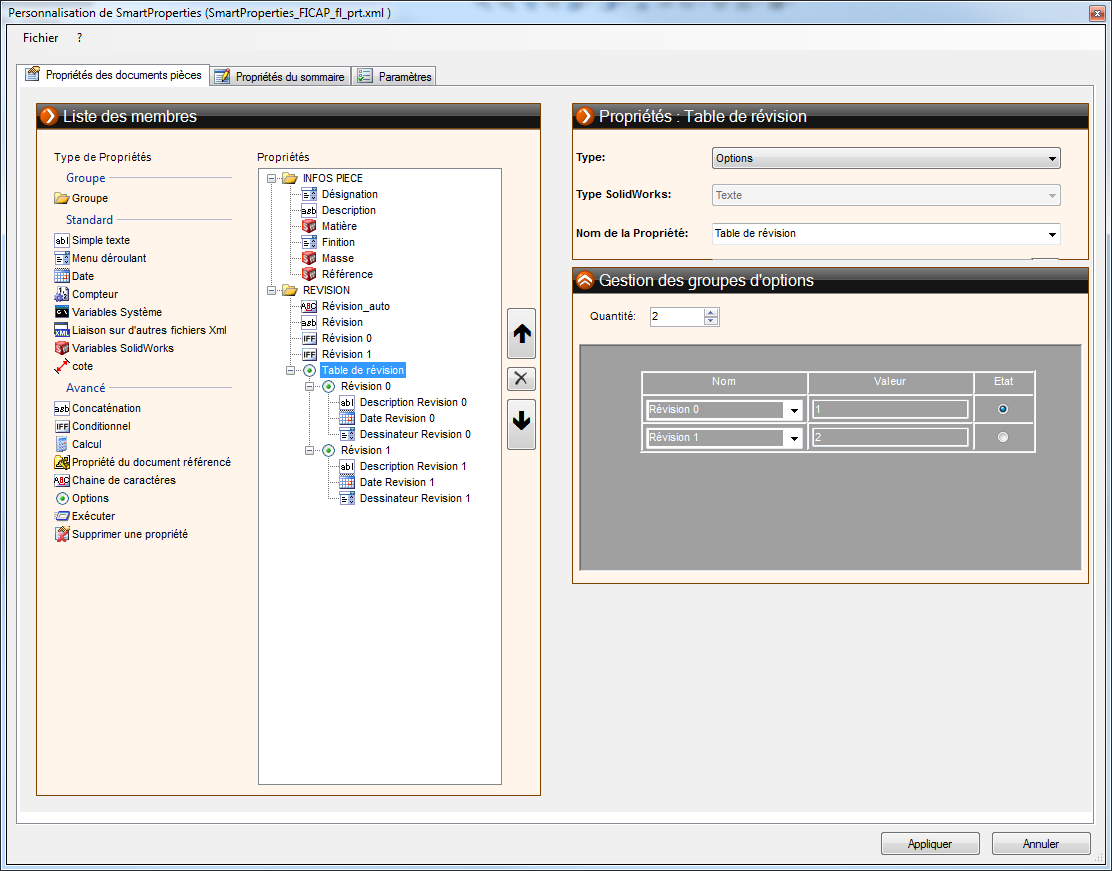 Personnalisation de SmartProperties (SmartProperties_FICAP_fl_prt.xml )
Fichier ?
Propriétés des documents pièces
Propriétés du sommaire
Paramètres
Liste des membres
Type de Propriétés
Groupe
Groupe
Standard
Simple texte
Menu déroulant
Date
Compteur
Variables Système
Liaison sur d'autres fichiers Xml
Variables SolidWorks
cote
Avancé
Concaténation
Conditionnel
Calcul
Propriété du document référencé
Chaine de caractéres
Options
Exécuter
Supprimer une propriété
Propriétés
INFOS PIECE
Désignation
Description
Matière
Finition
Masse
Référence
REVISION
Révision_auto
Révision
Révision 0
Révision 1
Table de révision
Révision 0
Description Revision 0
Date Revision 0
Dessinateur Revision 0
Révision 1
Description Revision 1
Date Revision 1
Dessinateur Revision 1
Propriétés : Table de révision
Type: Options
Type SolidWorks: Texte
Nom de la Propriété: Table de révision
Gestion des groupes d'options
Quantité: 2
Nom Valeur Etat
Révision 0 1
Révision 1 2
Appliquer Annuler